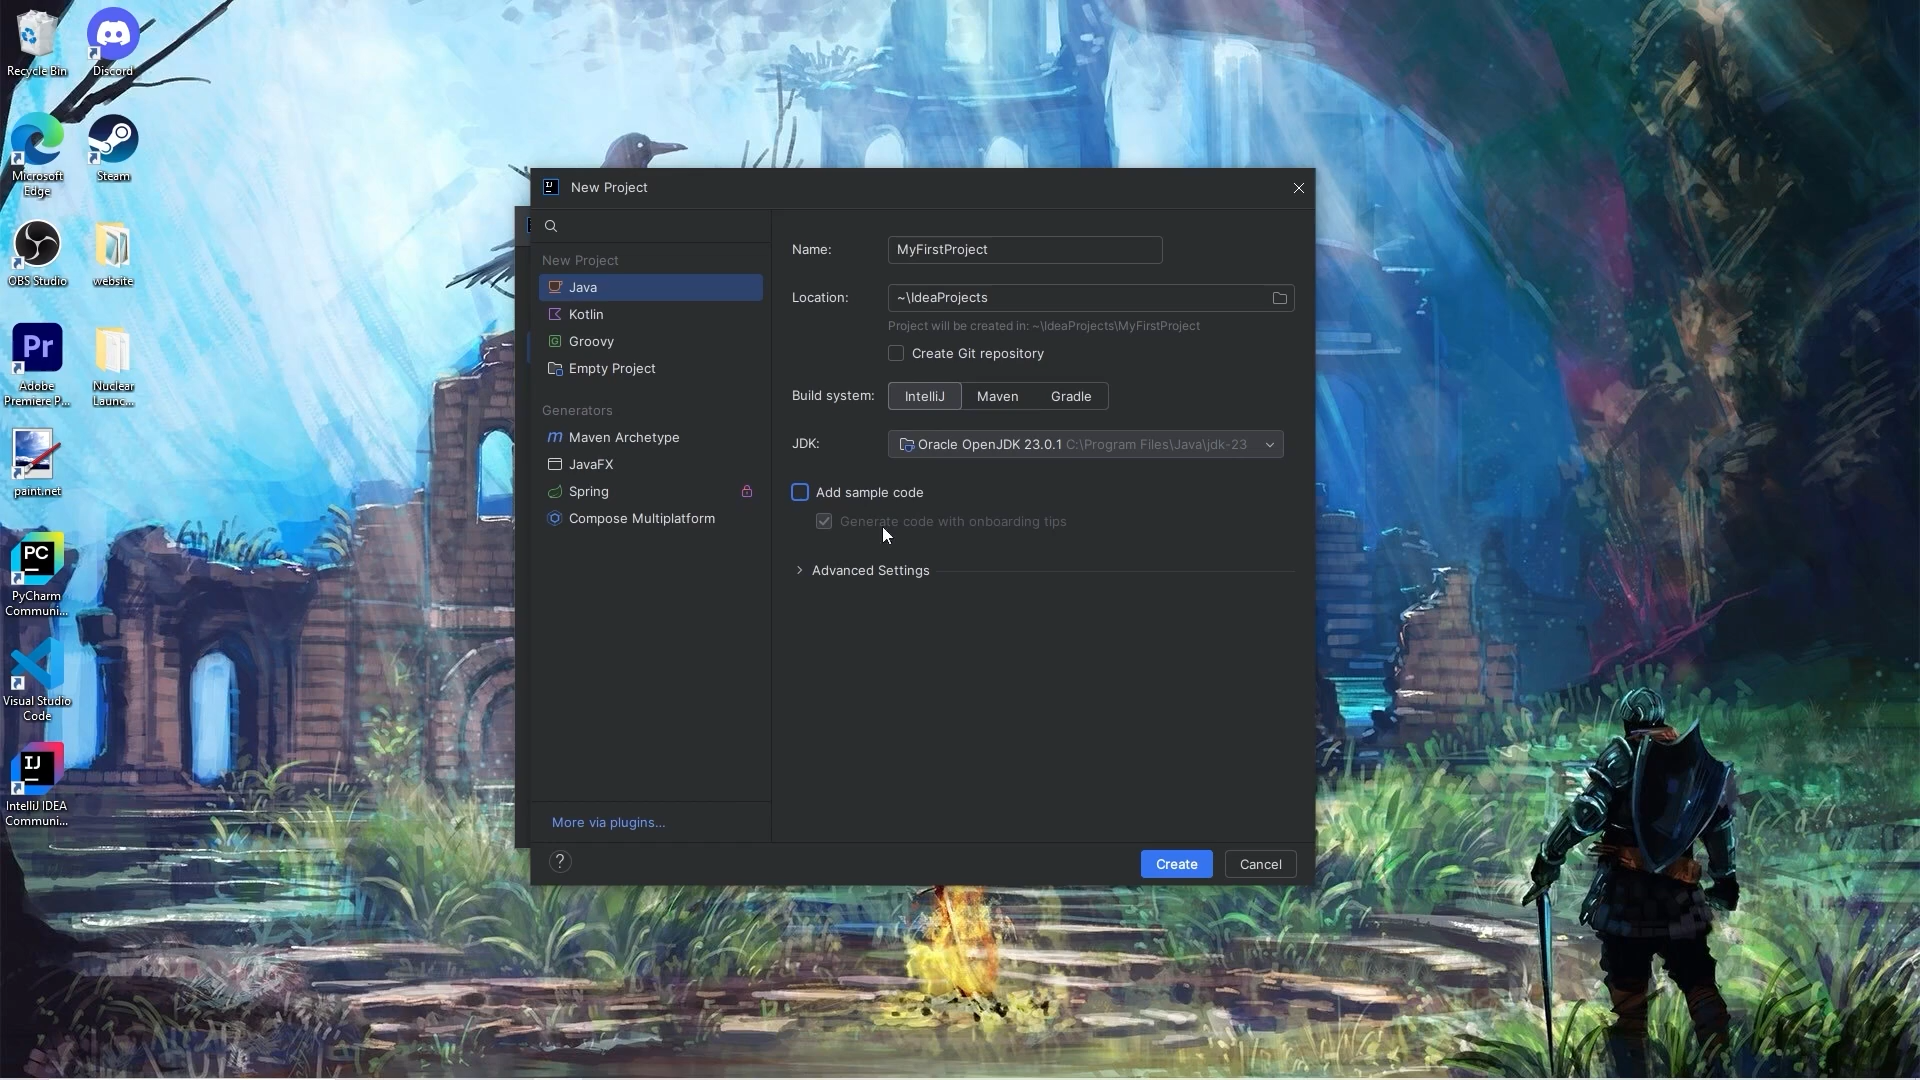 Recycle Bin
Discord
Microsoft
Edge
Steam
OBS Studio
website
Pr
Adobe
Premiere P...
Nuclear
Launc...
paint.net
PC
PyCharm
Communi...
Visual Studio
Code
IJ
IntelliJ IDEA
Communi...
IJ
New Project
New Project
Java
Kotlin
G
Groovy
Empty Project
Generators
m Maven Archetype
JavaFX
Spring
Compose Multiplatform
More via plugins...
?
Name:
MyFirstProject
Location:
~\IdeaProjects
Project will be created in: ~\IdeaProjects\MyFirstProject
Create Git repository
Build system:
IntelliJ
Maven
Gradle
JDK:
Oracle OpenJDK 23.0.1 C:\Program Files\Java\jdk-23
Add sample code
Generate code with onboarding tips
Advanced Settings
Create
Cancel